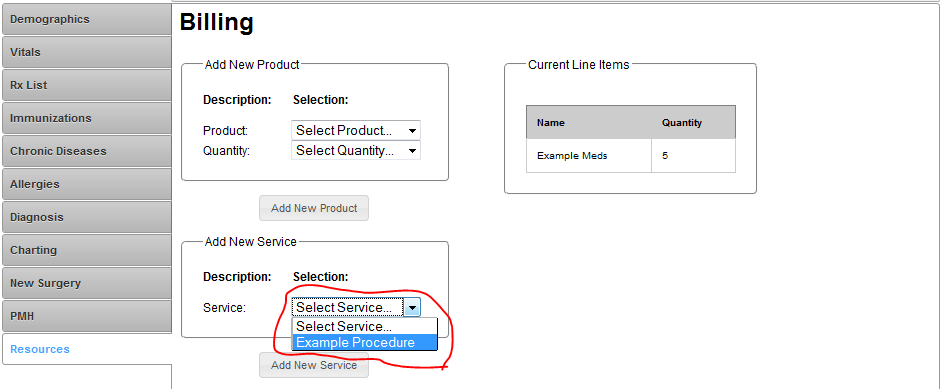 Demographics
Vitals
Rx List
Immunizations
Chronic Diseases
Allergies
Diagnosis
Charting
New Surgery
PMH
Resources
Billing
Add New Product
Description: Selection:
Product: Select Product...
Quantity: Select Quantity...
Add New Product
Add New Service
Description: Selection:
Service: Select Service...
Select Service...
Example Procedure
Add New Service
Current Line Items
Name Quantity
Example Meds 5